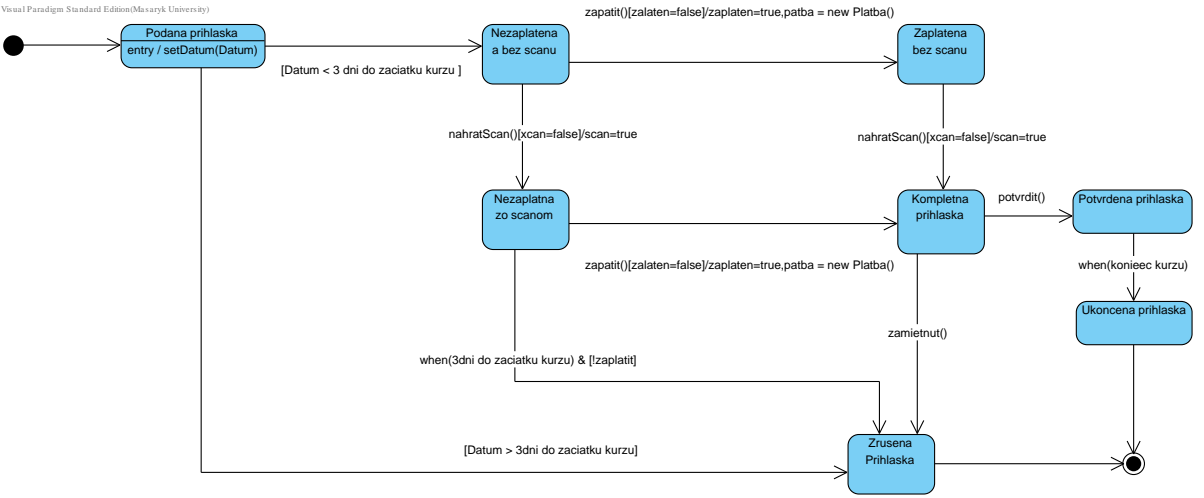 Visual Paradigm Standard Edition(Masaryk University)
zapatit()[zalaten=false]/zaplaten=true,patba = new Platba()
Podana prihlaska
entry / setDatum(Datum)
Nezaplatena
a bez scanu
Zaplatena
bez scanu
[Datum < 3 dni do zaciatku kurzu ]
nahratScan()[xcan=false]/scan=true
nahratScan()[xcan=false]/scan=true
Nezaplatna
zo scanom
Kompletna
prihlaska
potvrdit()
Potvrdena prihlaska
zapatit()[zalaten=false]/zaplaten=true,patba = new Platba()
when(konieec kurzu)
Ukoncena prihlaska
zamietnut()
when(3dni do zaciatku kurzu) & [!zaplatit]
[Datum > 3dni do zaciatku kurzu]
Zrusena
Prihlaska